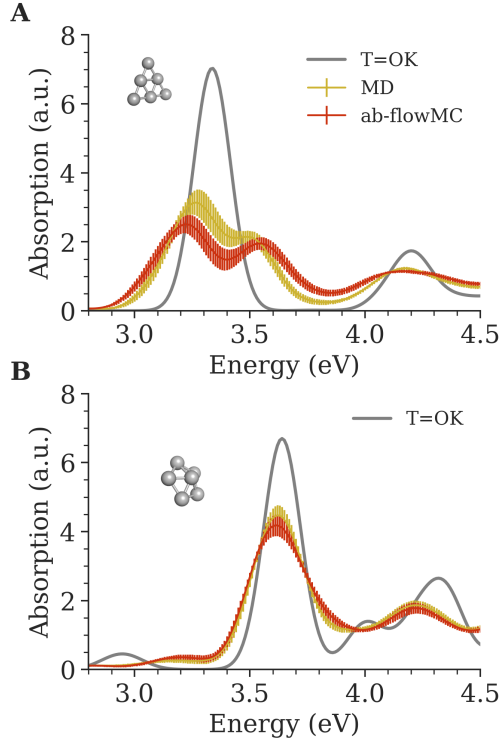 A
8
6
4
2
0
Absorption (a.u.)
T=OK
MD
ab-flowMC
3.0 3.5 4.0 4.5
Energy (eV)
B
8
6
4
2
0
Absorption (a.u.)
T=OK
3.0 3.5 4.0 4.5
Energy (eV)